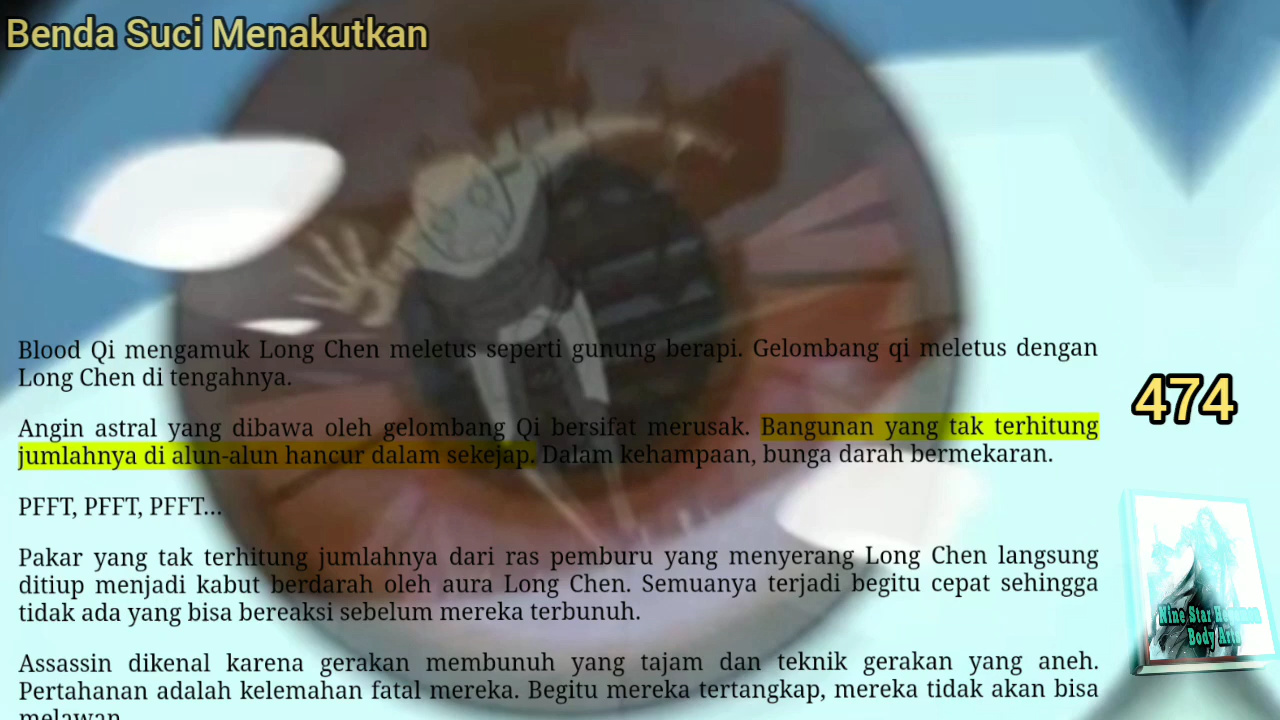 Benda Suci Menakutkan
Blood Qi mengamuk Long Chen meletus seperti gunung berapi. Gelombang qi meletus dengan
Long Chen di tengahnya.
Angin astral yang dibawa oleh gelombang Qi bersifat merusak. Bangunan yang tak terhitung
jumlahnya di alun-alun hancur dalam sekejap. Dalam kehampaan, bunga darah bermekaran.
474
PFFT, PFFT, PFFT...
Pakar yang tak terhitung jumlahnya dari ras pemburu yang menyerang Long Chen langsung
ditiup menjadi kabut berdarah oleh aura Long Chen. Semuanya terjadi begitu cepat sehingga
tidak ada yang bisa bereaksi sebelum mereka terbunuh.
Nine Star
Body Arts
Assassin dikenal karena gerakan membunuh yang tajam dan teknik gerakan yang aneh.
Pertahanan adalah kelemahan fatal mereka. Begitu mereka tertangkap, mereka tidak akan bisa
melawan